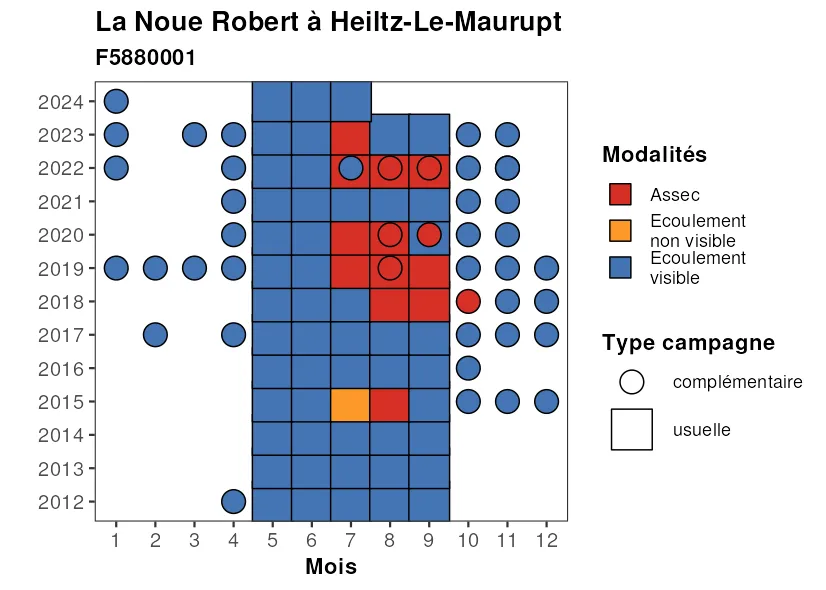 La Noue Robert à Heiltz-Le-Maurupt
F5880001
2024
2023
2022
2021
2020
2019
2018
2017
2016
2015
2014
2013
2012
1 2 3 4 5 6 7 8 9 10 11 12
Mois
Modalités
Assec
Ecoulement
non visible
Ecoulement
visible
Type campagne
complémentaire
usuelle